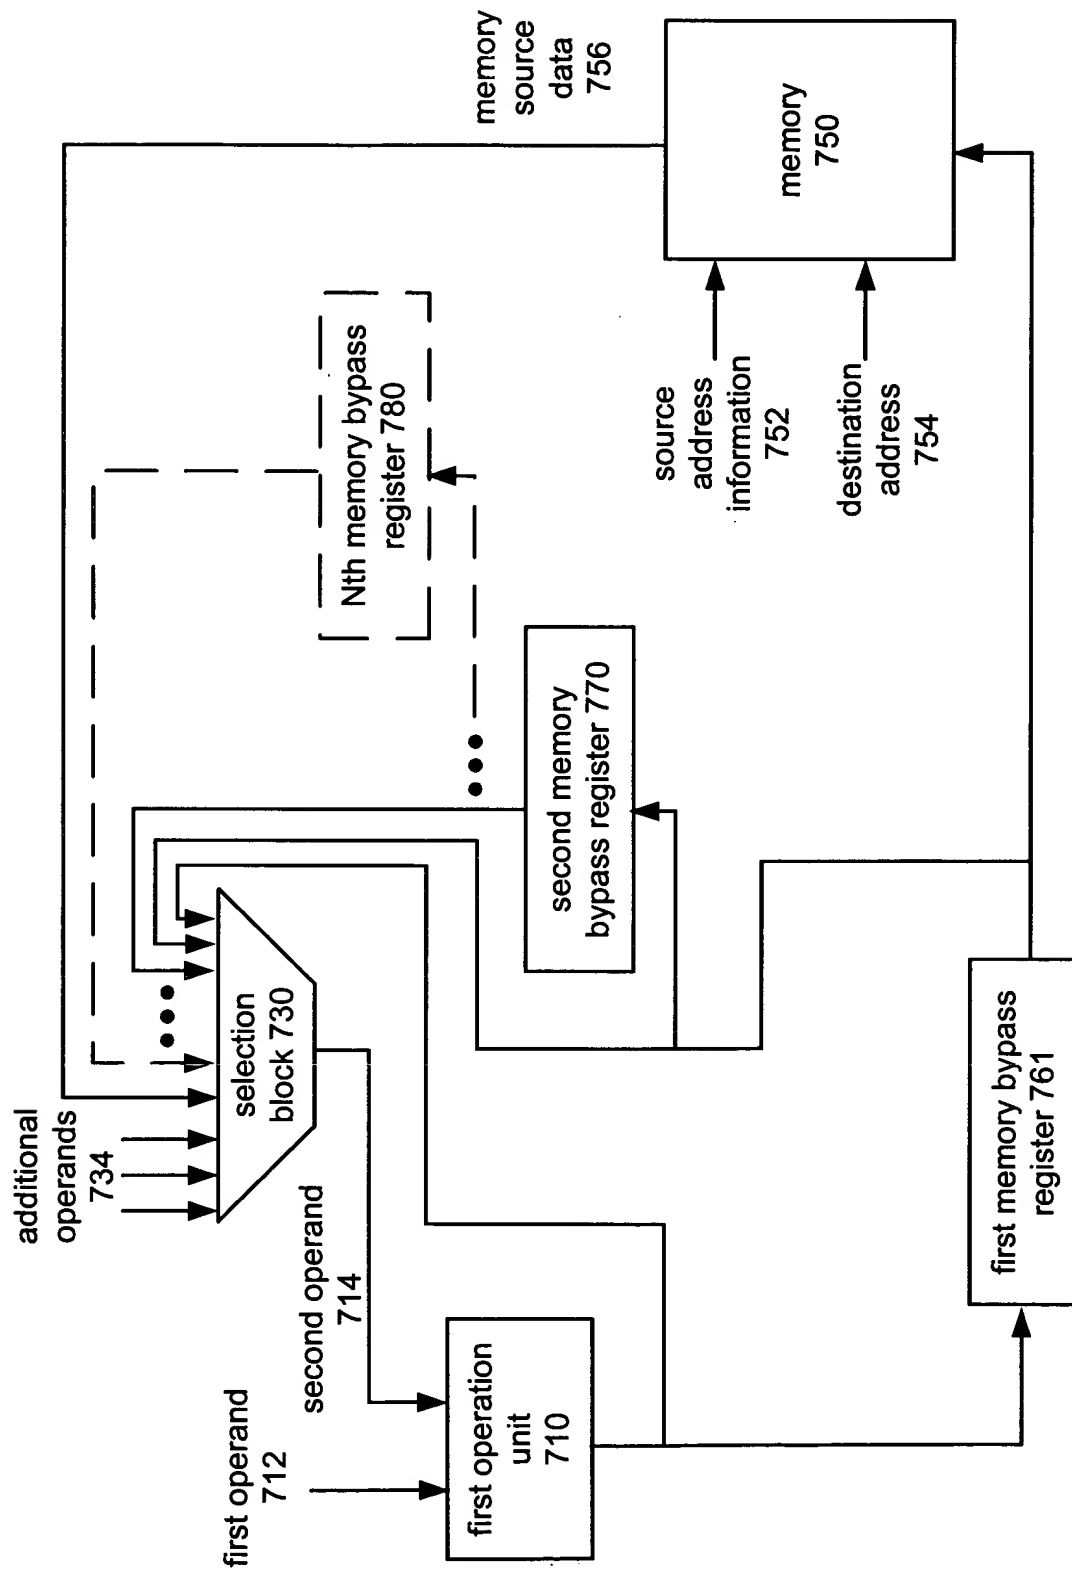 additional
operands
734
selection
block 730
first operand
712
second operand
714
first operation
unit
710
first memory bypass
register 761
second memory
bypass register 770
Nth memory bypass
register 780
source
address
information
752
destination
address
754
memory
source
data
756
memory
750